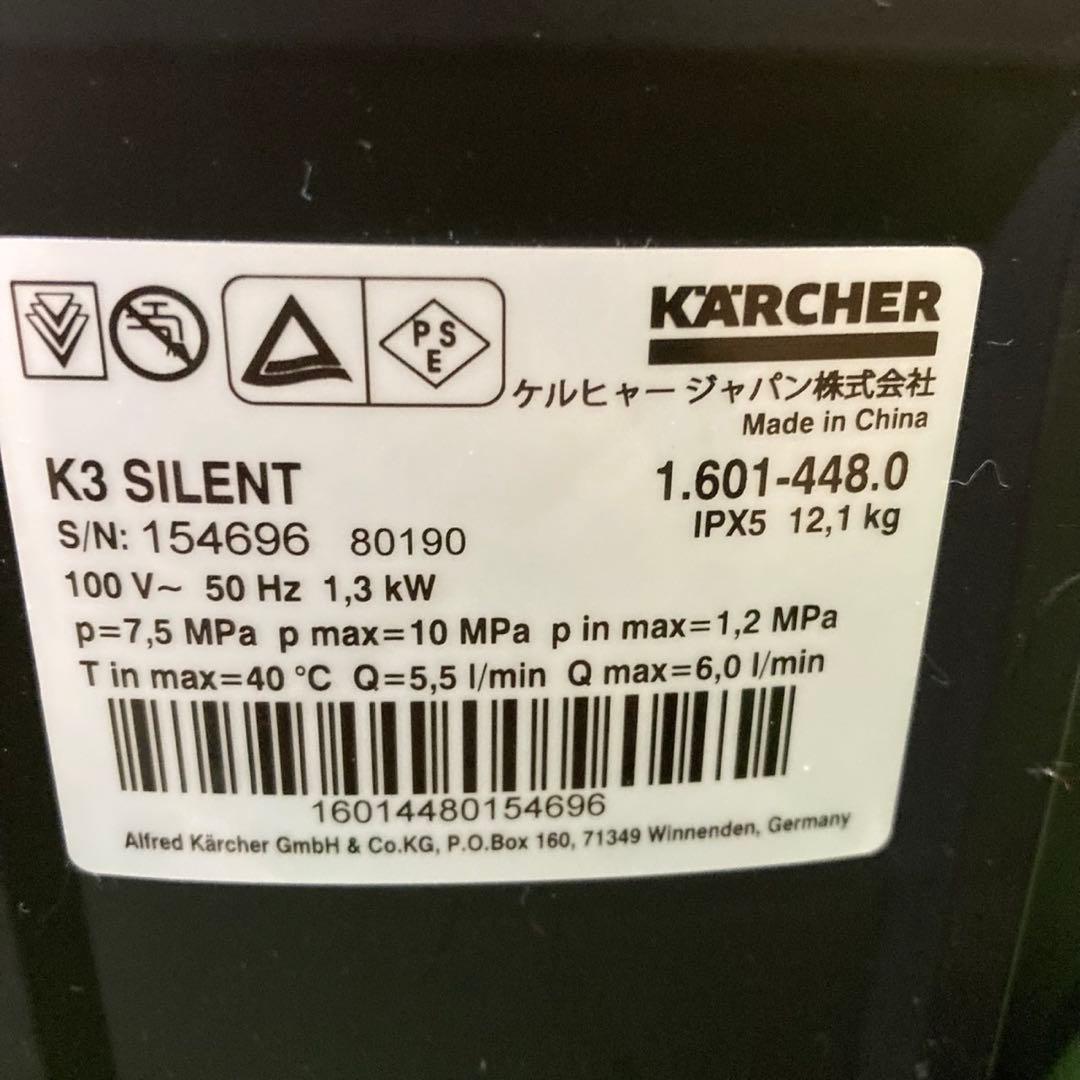 PSE
KÄRCHER
ケルヒャー ジャパン株式会社
Made in China
K3 SILENT
1.601-448.0
S/N: 154696 80190
IPX5 12,1 kg
100 V~ 50 Hz 1,3 kW
p=7,5 MPa p max=10 MPa p in max=1,2 MPa
T in max=40 °C Q=5,5 l/min Q max=6,0 l/min
16014480154696
Alfred Kärcher GmbH & Co.KG, P.O.Box 160, 71349 Winnenden, Germany